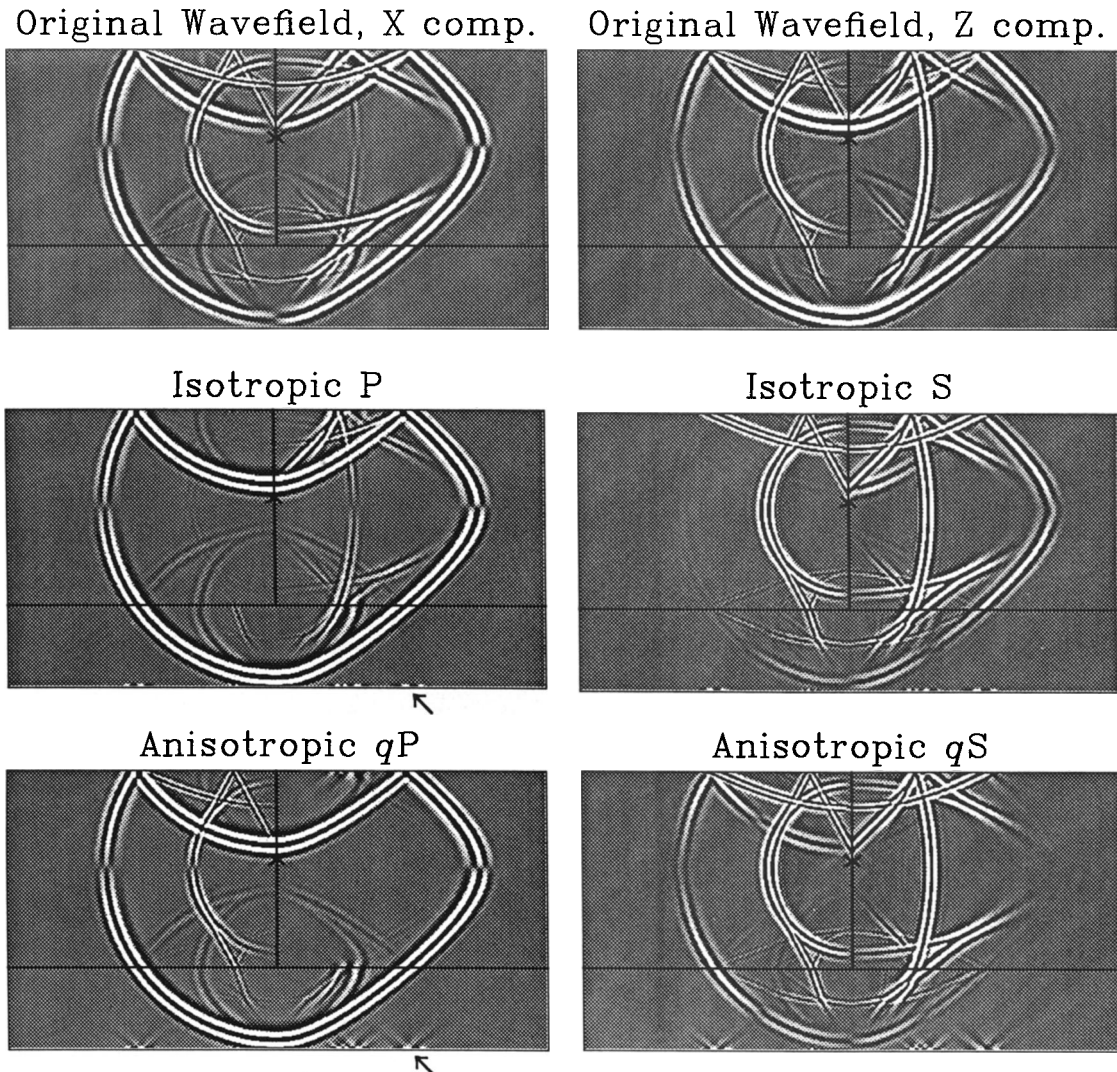 Original Wavefield, X comp.
Original Wavefield, Z comp.
Isotropic P
Isotropic S
Anisotropic qP
Anisotropic qS